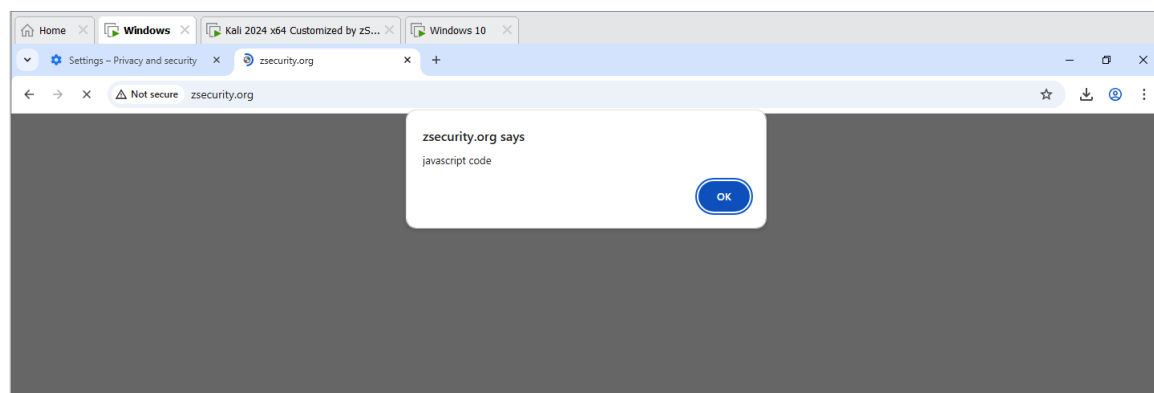 Home Windows Kali 2024 x64 Customized by zS... Windows 10
Settings – Privacy and security zsecurity.org
Not secure zsecurity.org
zsecurity.org says
javascript code
OK